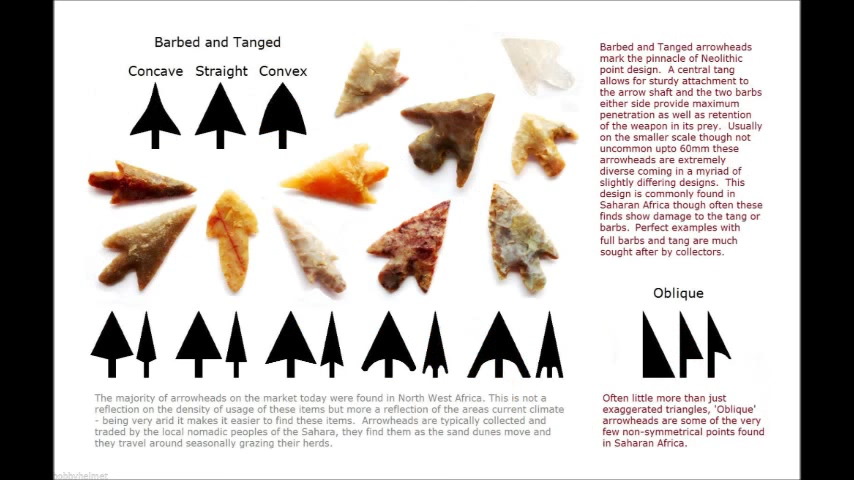 Barbed and Tanged
Concave Straight Convex
Barbed and Tanged arrowheads
mark the pinnacle of Neolithic
point design. A central tang
allows for sturdy attachment to
the arrow shaft and the two barbs
either side provide maximum
penetration as well as retention
of the weapon in its prey. Usually
on the smaller scale though not
uncommon upto 60mm these
arrowheads are extremely
diverse coming in a myriad of
slightly differing designs. This
design is commonly found in
Saharan Africa though often these
finds show damage to the tang or
barbs. Perfect examples with
full barbs and tang are much
sought after by collectors.
Oblique
The majority of arrowheads on the market today were found in North West Africa. This is not a
reflection on the density of usage of these items but more a reflection of the areas current climate
- being very arid it makes it easier to find these items. Arrowheads are typically collected and
traded by the local nomadic peoples of the Sahara, they find them as the sand dunes move and
they travel around seasonally grazing their herds.
Often little more than just
exaggerated triangles, 'Oblique'
arrowheads are some of the very
few non-symmetrical points found
in Saharan Africa.
hobbyhelmet